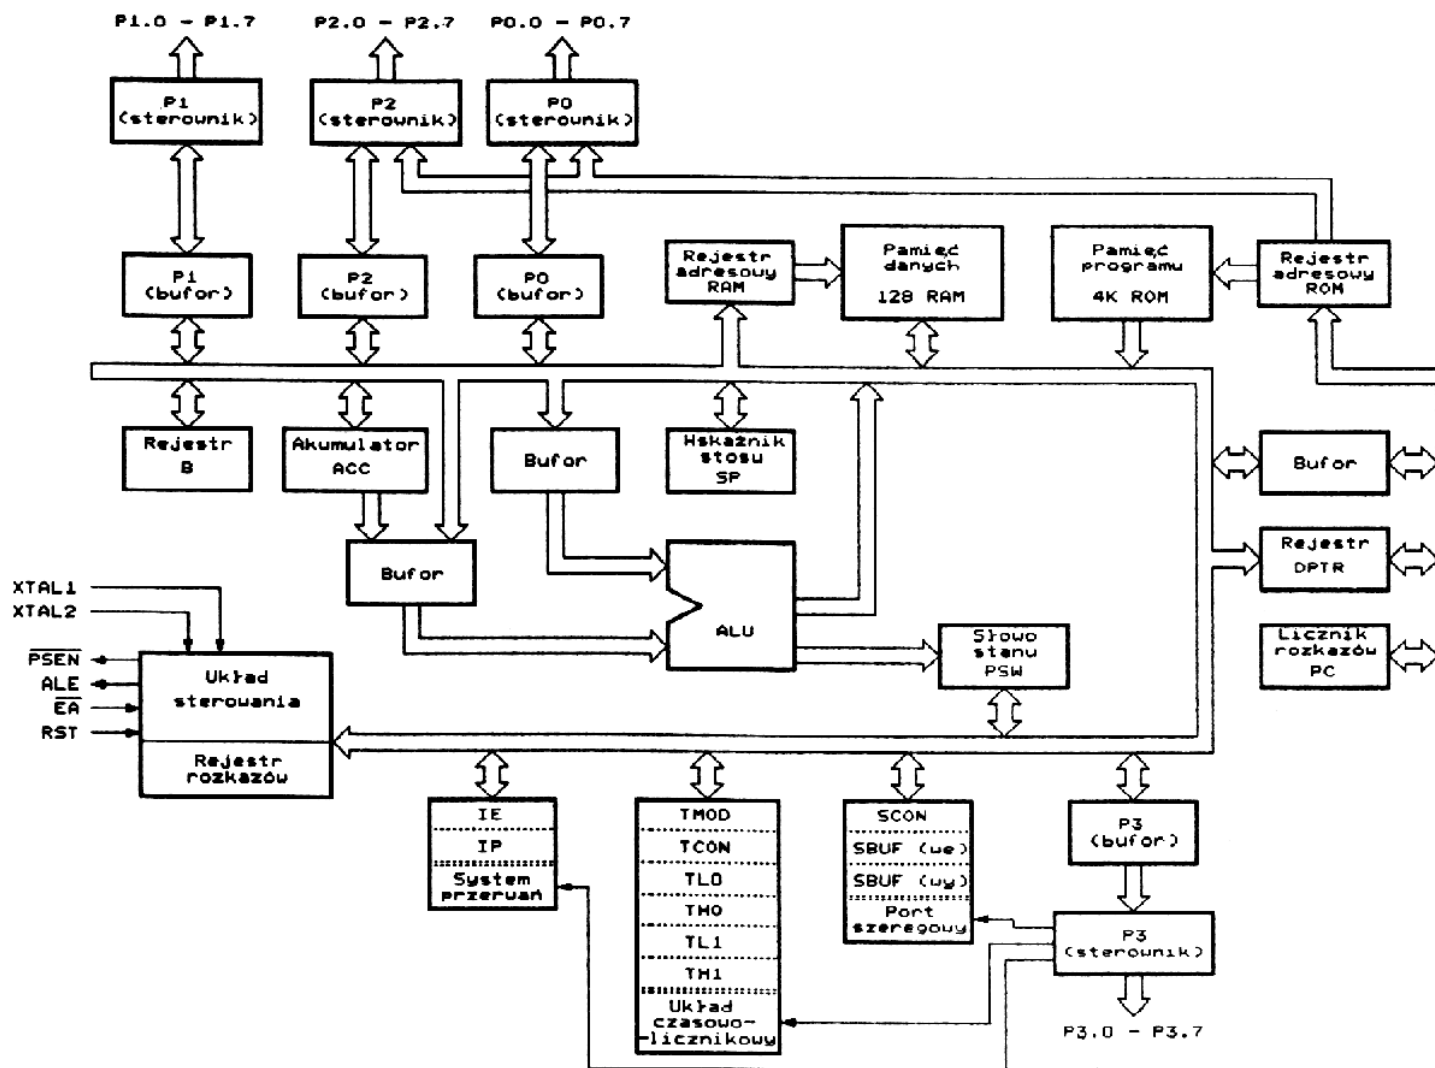 P1.0 - P1.7
P2.0 - P2.7
P0.0 - P0.7
P1
(sterownik)
P2
(sterownik)
P0
(sterownik)
P1
(bufor)
P2
(bufor)
P0
(bufor)
Rejestr
adresowy
RAM
Pamięć
danych
128 RAM
Pamięć
programu
4K ROM
Rejestr
adresowy
ROM
Rejestr
B
Akumulator
ACC
Bufor
Wskaźnik
stosu
SP
Bufor
Bufor
Rejestr
DPTR
ALU
Słowo
stanu
PSW
Licznik
rozkazów
PC
XTAL1
XTAL2
PSEN
ALE
EA
RST
Układ
sterowania
Rejestr
rozkazów
IE
IP
System
przerwań
TMOD
TCON
TL0
TH0
TL1
TH1
Układ
czasowo-
-licznikowy
SCON
SBUF (we)
SBUF (wy)
Port
szeregowy
P3
(bufor)
P3
(sterownik)
P3.0 - P3.7